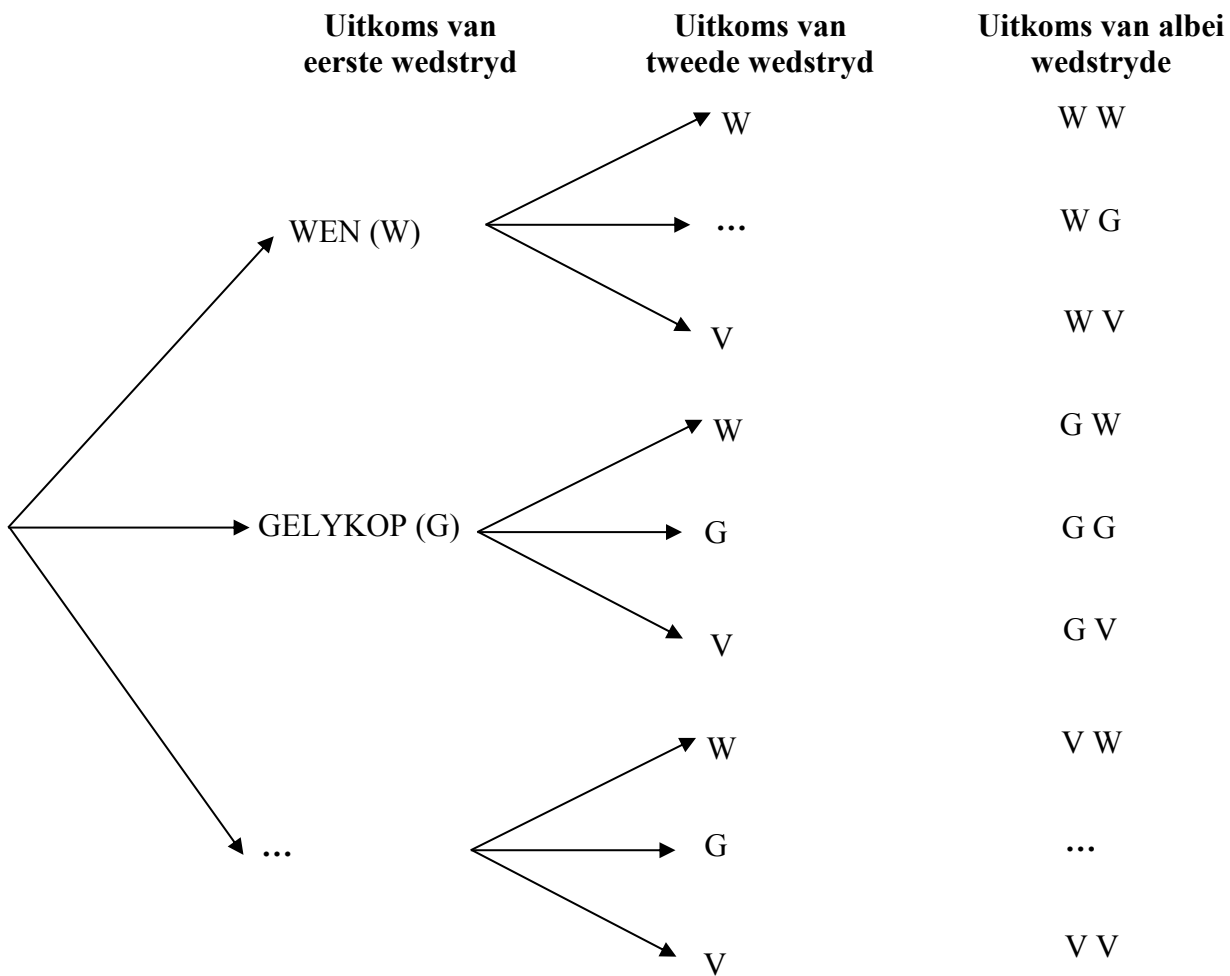 Uitkoms van
eerste wedstryd
Uitkoms van
tweede wedstryd
Uitkoms van albei
wedstryde
WEN (W)
W
W W
...
W G
V
W V
GELYKOP (G)
W
G W
G
G G
V
G V
...
W
V W
G
...
V
V V